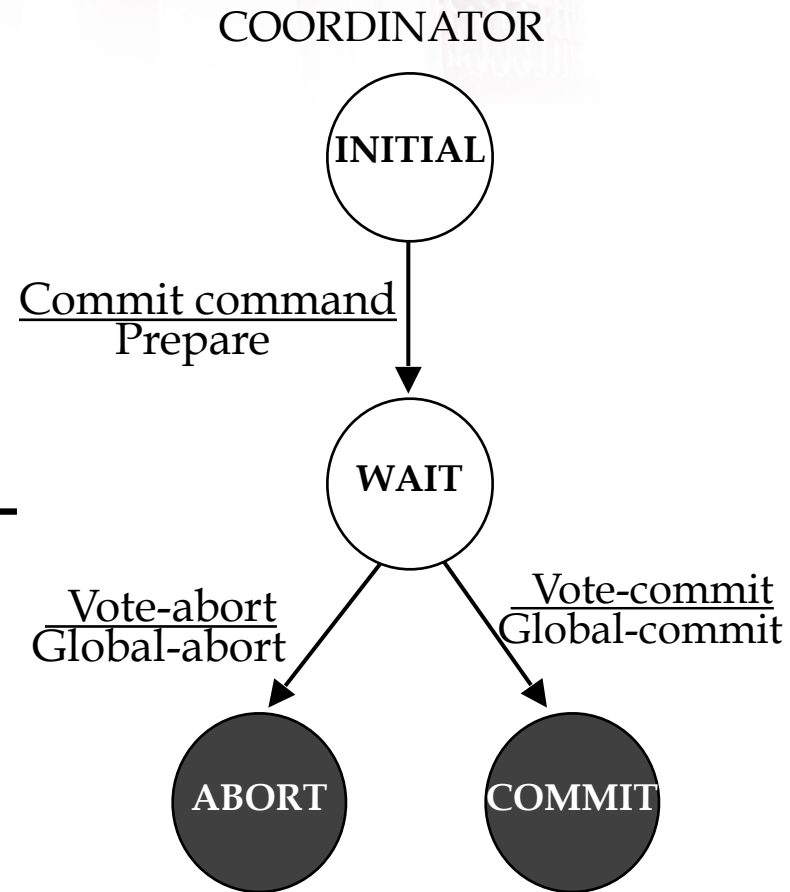 COORDINATOR
INITIAL
Commit command
Prepare
WAIT
Vote-abort
Global-abort
Vote-commit
Global-commit
ABORT
COMMIT